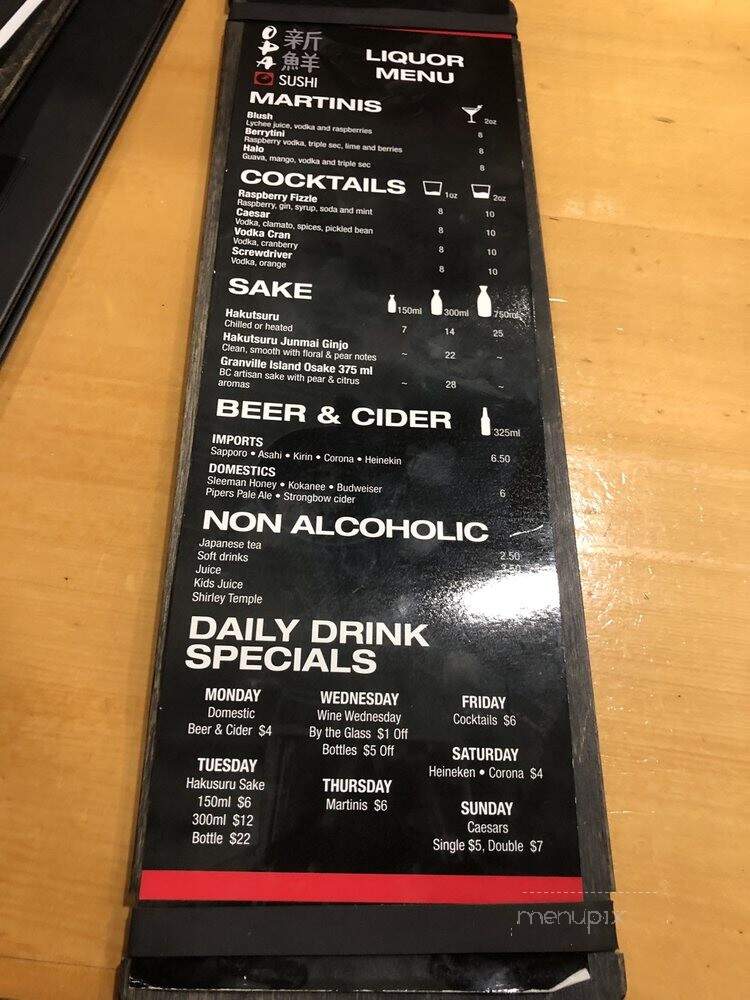 OPA 新鮮
SUSHI
LIQUOR
MENU
MARTINIS
2oz
Blush
8
Lychee juice, vodka and raspberries
Berrytini
8
Raspberry vodka, triple sec, lime and berries
Halo
8
Guava, mango, vodka and triple sec
COCKTAILS 1oz 2oz
Raspberry Fizzle
8 10
Raspberry, gin, syrup, soda and mint
Caesar
8 10
Vodka, clamato, spices, pickled bean
Vodka Cran
8 10
Vodka, cranberry
Screwdriver
8 10
Vodka, orange
SAKE
150ml 300ml 750ml
Hakutsuru
7 14 25
Chilled or heated
Hakutsuru Junmai Ginjo
~ 22 ~
Clean, smooth with floral & pear notes
Granville Island Osake 375 ml
~ 28 ~
BC artisan sake with pear & citrus
aromas
BEER & CIDER 325ml
IMPORTS
6.50
Sapporo • Asahi • Kirin • Corona • Heinekin
DOMESTICS
Sleeman Honey • Kokanee • Budweiser
6
Pipers Pale Ale • Strongbow cider
NON ALCOHOLIC
Japanese tea
Soft drinks 2.50
Juice
Kids Juice
Shirley Temple
DAILY DRINK
SPECIALS
MONDAY
Domestic
Beer & Cider $4
TUESDAY
Hakusuru Sake
150ml $6
300ml $12
Bottle $22
WEDNESDAY
Wine Wednesday
By the Glass $1 Off
Bottles $5 Off
THURSDAY
Martinis $6
FRIDAY
Cocktails $6
SATURDAY
Heineken • Corona $4
SUNDAY
Caesars
Single $5, Double $7
menupix